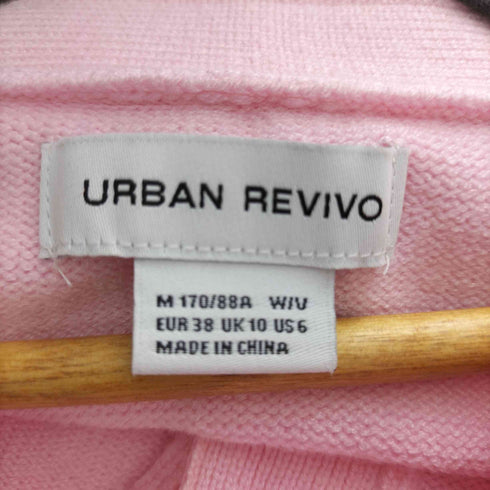 URBAN REVIVO
M 170/88A W/V
EUR 38 UK 10 US 6
MADE IN CHINA